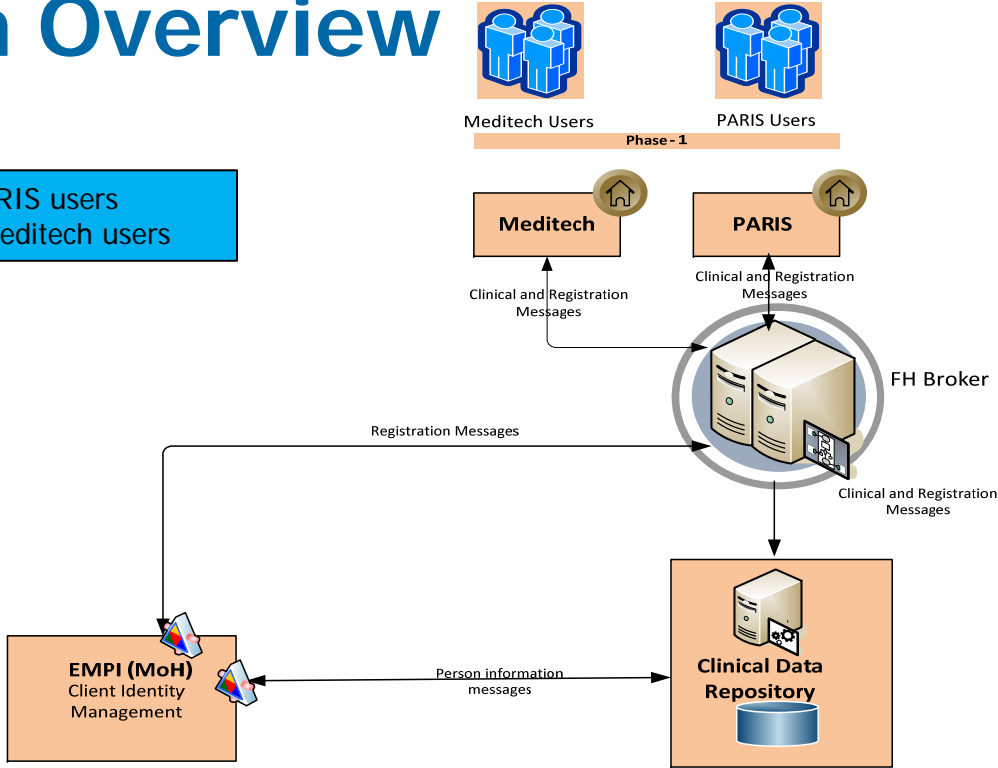 Overview
Meditech Users
PARIS Users
Phase-1
RIS users
editech users
Meditech
PARIS
Clinical and Registration
Messages
Clinical and Registration
Messages
FH Broker
Registration Messages
Clinical and Registration
Messages
EMPI (MoH)
Client Identity
Management
Person information
messages
Clinical Data
Repository